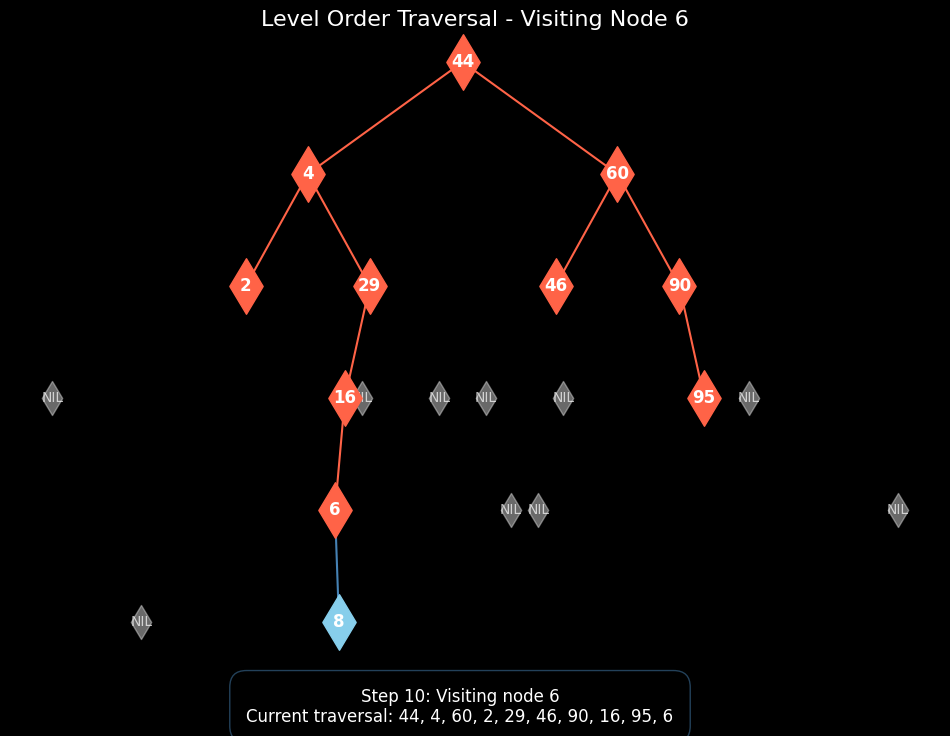 Level Order Traversal - Visiting Node 6
44
4 60
2 29 46 90
NIL 16 NIL NIL NIL 95 NIL
6 NIL NIL NIL
NIL 8
Step 10: Visiting node 6
Current traversal: 44, 4, 60, 2, 29, 46, 90, 16, 95, 6